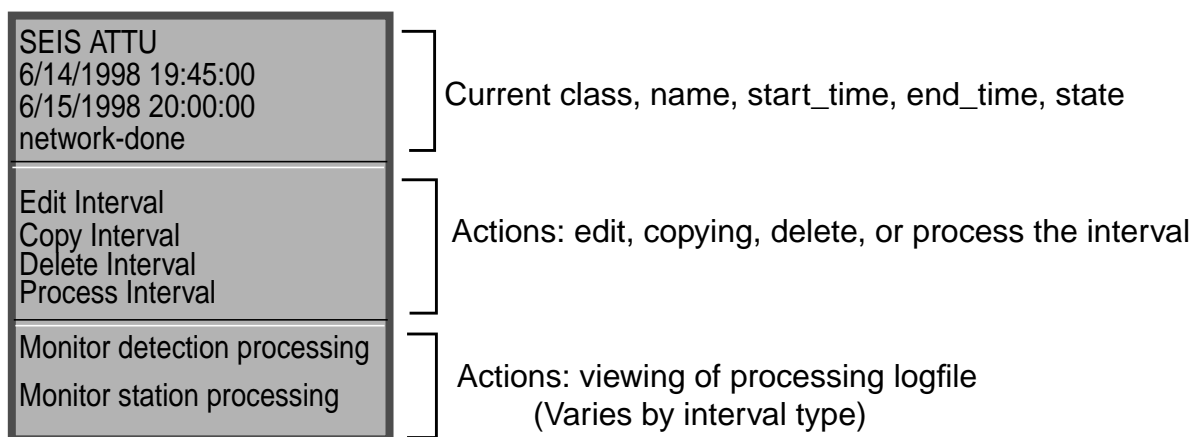 SEIS ATTU
6/14/1998 19:45:00
6/15/1998 20:00:00
network-done
Current class, name, start_time, end_time, state
Edit Interval
Copy Interval
Delete Interval
Process Interval
Actions: edit, copying, delete, or process the interval
Monitor detection processing
Monitor station processing
Actions: viewing of processing logfile
(Varies by interval type)